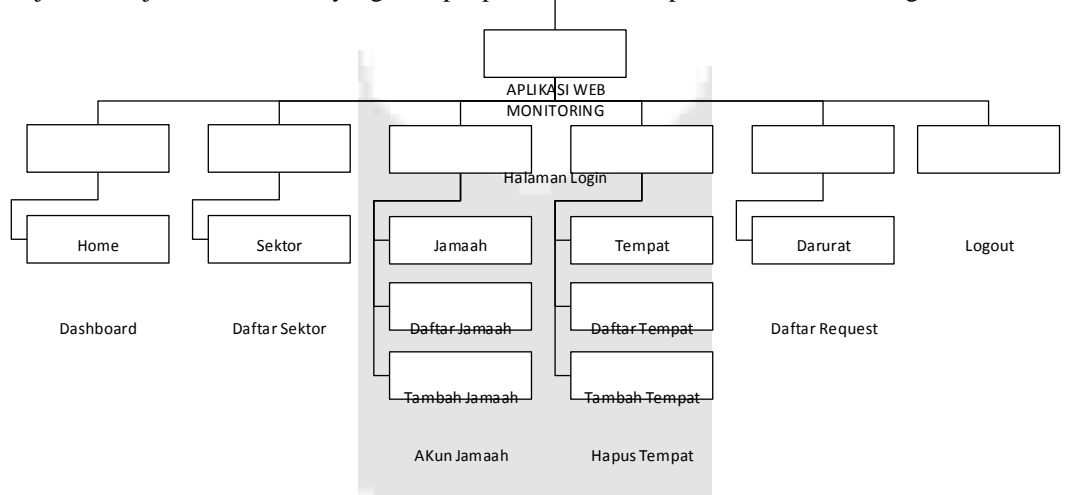 APLIKASI WEB
MONITORING
Halaman Login
Home
Sektor
Jamaah
Tempat
Darurat
Logout
Dashboard
Daftar Sektor
Daftar Jamaah
Daftar Tempat
Daftar Request
Tambah Jamaah
Tambah Tempat
AKun Jamaah
Hapus Tempat